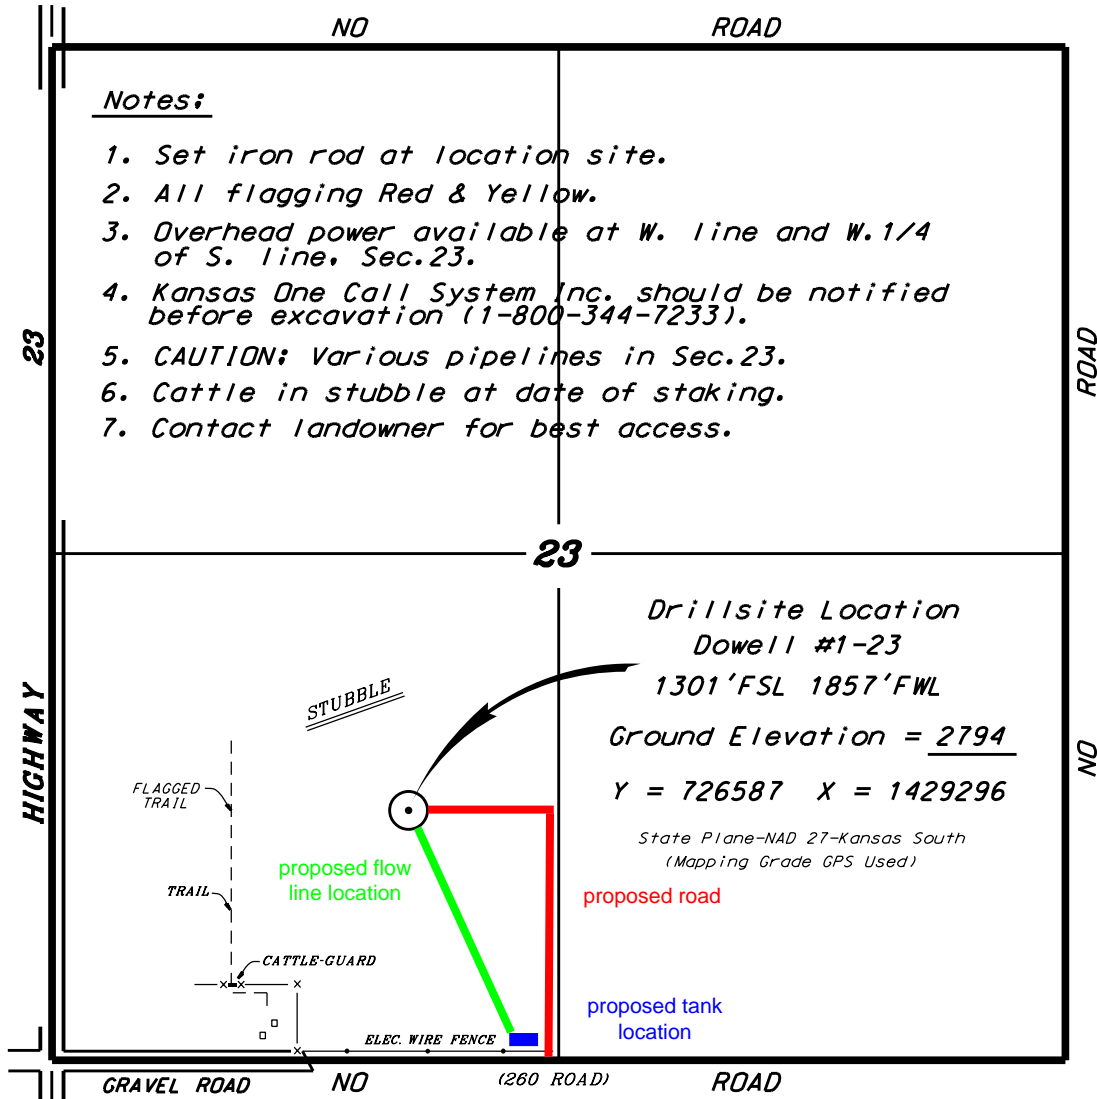 NO ROAD
Notes:
1. Set iron rod at location site.
2. All flagging Red & Yellow.
3. Overhead power available at W. line and W.1/4
of S. line, Sec.23.
4. Kansas One Call System Inc. should be notified
before excavation (1-800-344-7233).
5. CAUTION: Various pipelines in Sec.23.
6. Cattle in stubble at date of staking.
7. Contact landowner for best access.
23
ROAD
23
Drillsite Location
Dowell #1-23
1301'FSL 1857'FWL
Ground Elevation = 2794
Y = 726587 X = 1429296
State Plane-NAD 27-Kansas South
(Mapping Grade GPS Used)
STUBBLE
HIGHWAY
NO
FLAGGED
TRAIL
TRAIL
CATTLE-GUARD
proposed flow
line location
proposed road
proposed tank
location
ELEC. WIRE FENCE
GRAVEL ROAD
NO
(260 ROAD)
ROAD